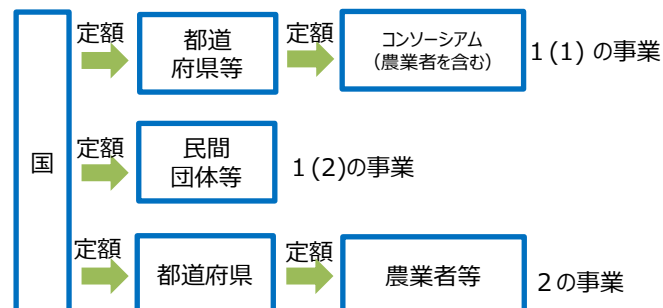 国
定額
都道
府県等
定額
コンソーシアム
（農業者を含む）
１(１) の事業
定額
民間
団体等
１(２)の事業
定額
都道府県
定額
農業者等
２の事業